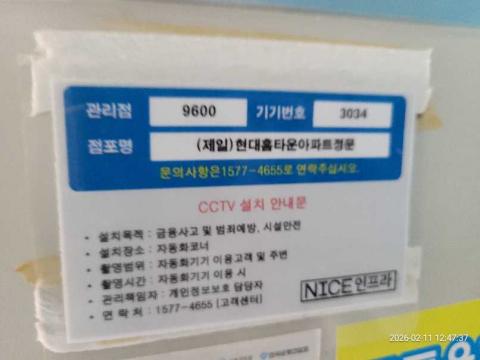 관리점 9600 기기번호 3034
점포명 (제일)현대홈타운아파트정문
문의사항은1577-4655로 연락주십시오.
CCTV 설치 안내문
• 설치목적 : 금융사고 및 범죄예방, 시설안전
• 설치장소 : 자동화코너
• 촬영범위 : 자동화기기 이용고객 및 주변
• 촬영시간 : 자동화기기 이용 시
• 관리책임자 : 개인정보보호 담당자
• 연 락 처 : 1577-4655 (고객센터)
NICE인프라
2026-02-11 12:47:37